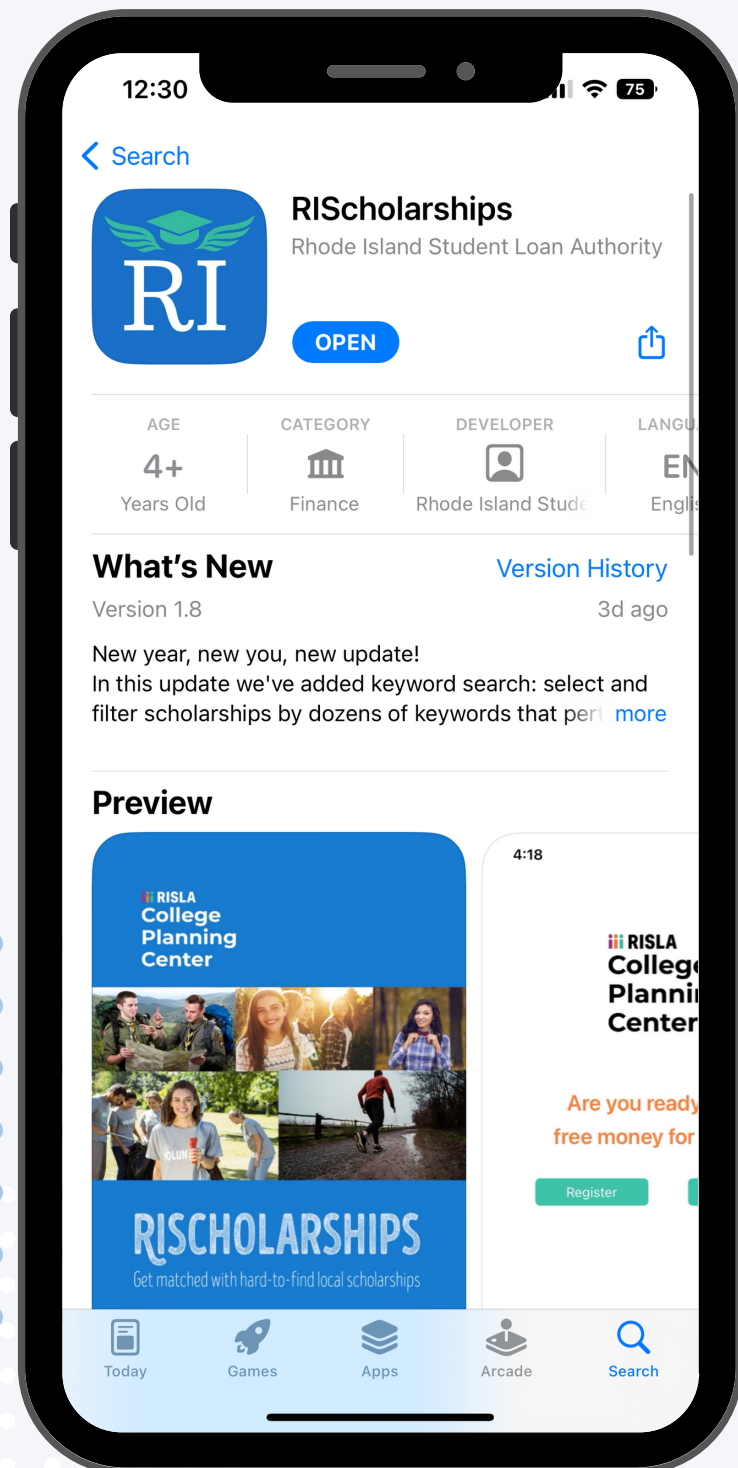 12:30
75
Search
RI
RIScholarships
Rhode Island Student Loan Authority
OPEN
AGE
4+
Years Old
CATEGORY
Finance
DEVELOPER
Rhode Island Stude
LANGU
EN
Englis
What's New
Version History
Version 1.8
3d ago
New year, new you, new update!
In this update we've added keyword search: select and
filter scholarships by dozens of keywords that pert more
Preview
RISLA
College
Planning
Center
VOLUN
RISCHOLARSHIPS
Get matched with hard-to-find local scholarships
4:18
RISLA
College
Plannin
Center
Are you ready
free money for
Register
Today
Games
Apps
Arcade
Search